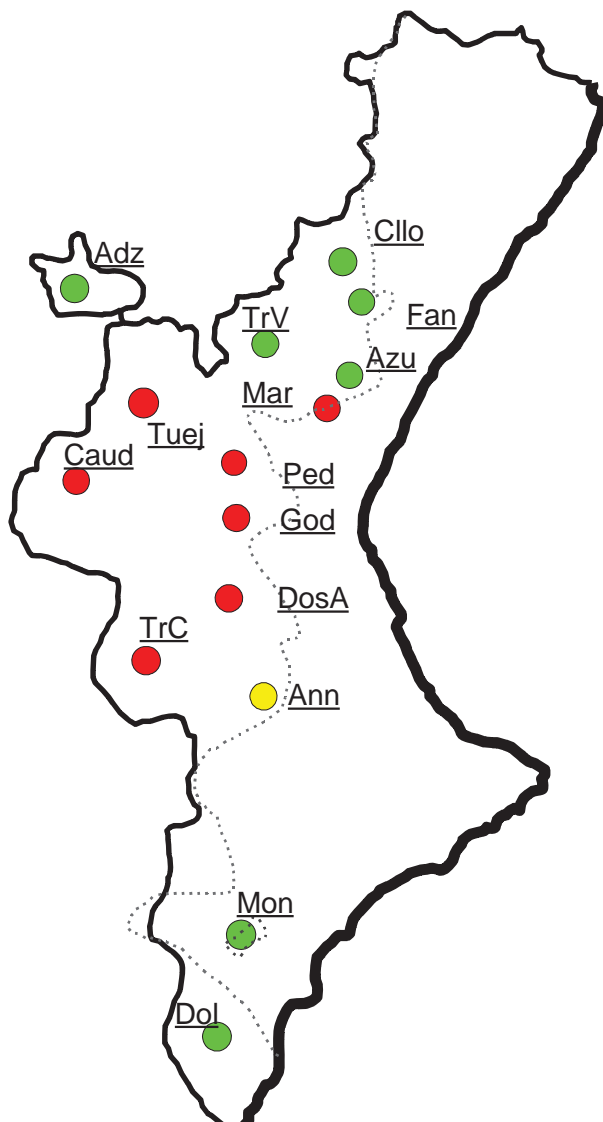 Cllo
Adz
Fan
TrV
Azu
Mar
Tuej
Caud
Ped
God
DosA
TrC
Ann
Mon
Dol